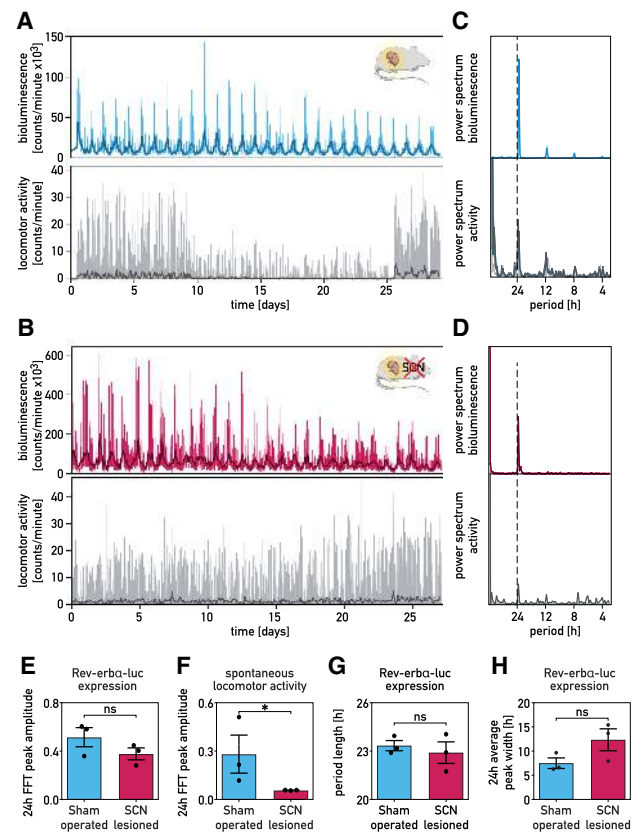 A
bioluminescence
[counts/minute x10³]
150
100
50
0
locomotor activity
[counts/minute]
40
30
20
10
0
0 5 10 15 20 25
time [days]
C
power spectrum
bioluminescence
power spectrum
activity
24 12 8 4
period [h]
B
bioluminescence
[counts/minute x10³]
600
400
200
0
SCN
locomotor activity
[counts/minute]
40
30
20
10
0
0 5 10 15 20 25
time [days]
D
power spectrum
bioluminescence
power spectrum
activity
24 12 8 4
period [h]
E
Rev-erbα-luc
expression
24h FFT peak amplitude
0.8
0.4
0.0
ns
Sham
operated
SCN
lesioned
F
spontaneous
locomotor activity
24h FFT peak amplitude
0.6
0.3
0.0
*
Sham
operated
SCN
lesioned
G
Rev-erbα-luc
expression
period length [h]
26
23
20
ns
Sham
operated
SCN
lesioned
H
Rev-erbα-luc
expression
24h average
peak width [h]
20
15
10
5
0
ns
Sham
operated
SCN
lesioned